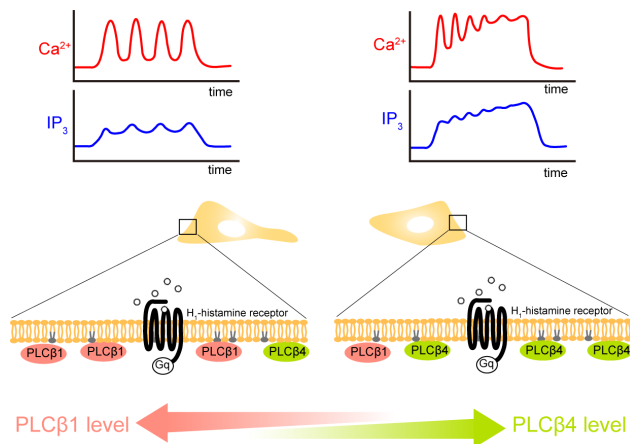 Ca²⁺
time
Ca²⁺
time
IP₃
time
IP₃
time
H₁-histamine receptor
PLCβ1
PLCβ1
Gq
PLCβ1
PLCβ4
H₁-histamine receptor
PLCβ1
PLCβ4
Gq
PLCβ4
PLCβ4
PLCβ1 level
PLCβ4 level